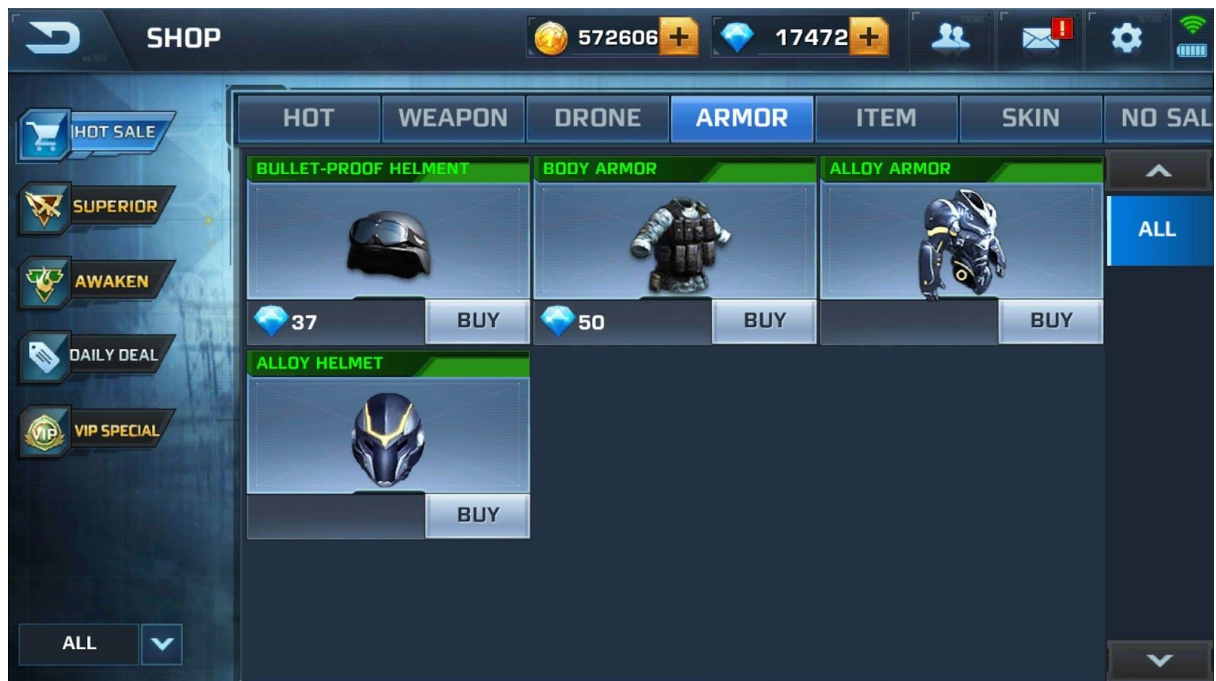 SHOP
572606
17472
HOT SALE
SUPERIOR
AWAKEN
DAILY DEAL
VIP
VIP SPECIAL
ALL
HOT
WEAPON
DRONE
ARMOR
ITEM
SKIN
NO SAL
BULLET-PROOF HELMENT
BODY ARMOR
ALLOY ARMOR
37
BUY
50
BUY
BUY
ALLOY HELMET
BUY
ALL